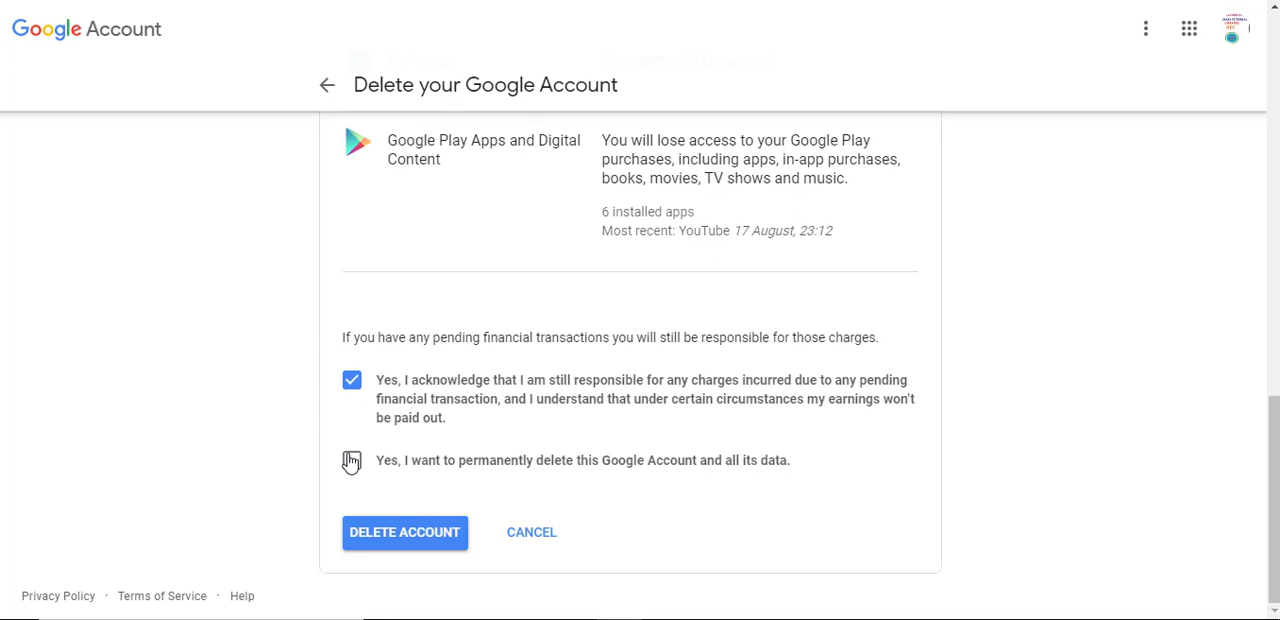 Google Account
Delete your Google Account
Google Play Apps and Digital
Content
You will lose access to your Google Play
purchases, including apps, in-app purchases,
books, movies, TV shows and music.
6 installed apps
Most recent: YouTube 17 August, 23:12
If you have any pending financial transactions you will still be responsible for those charges.
Yes, I acknowledge that I am still responsible for any charges incurred due to any pending
financial transaction, and I understand that under certain circumstances my earnings won't
be paid out.
Yes, I want to permanently delete this Google Account and all its data.
DELETE ACCOUNT
CANCEL
Privacy Policy · Terms of Service · Help